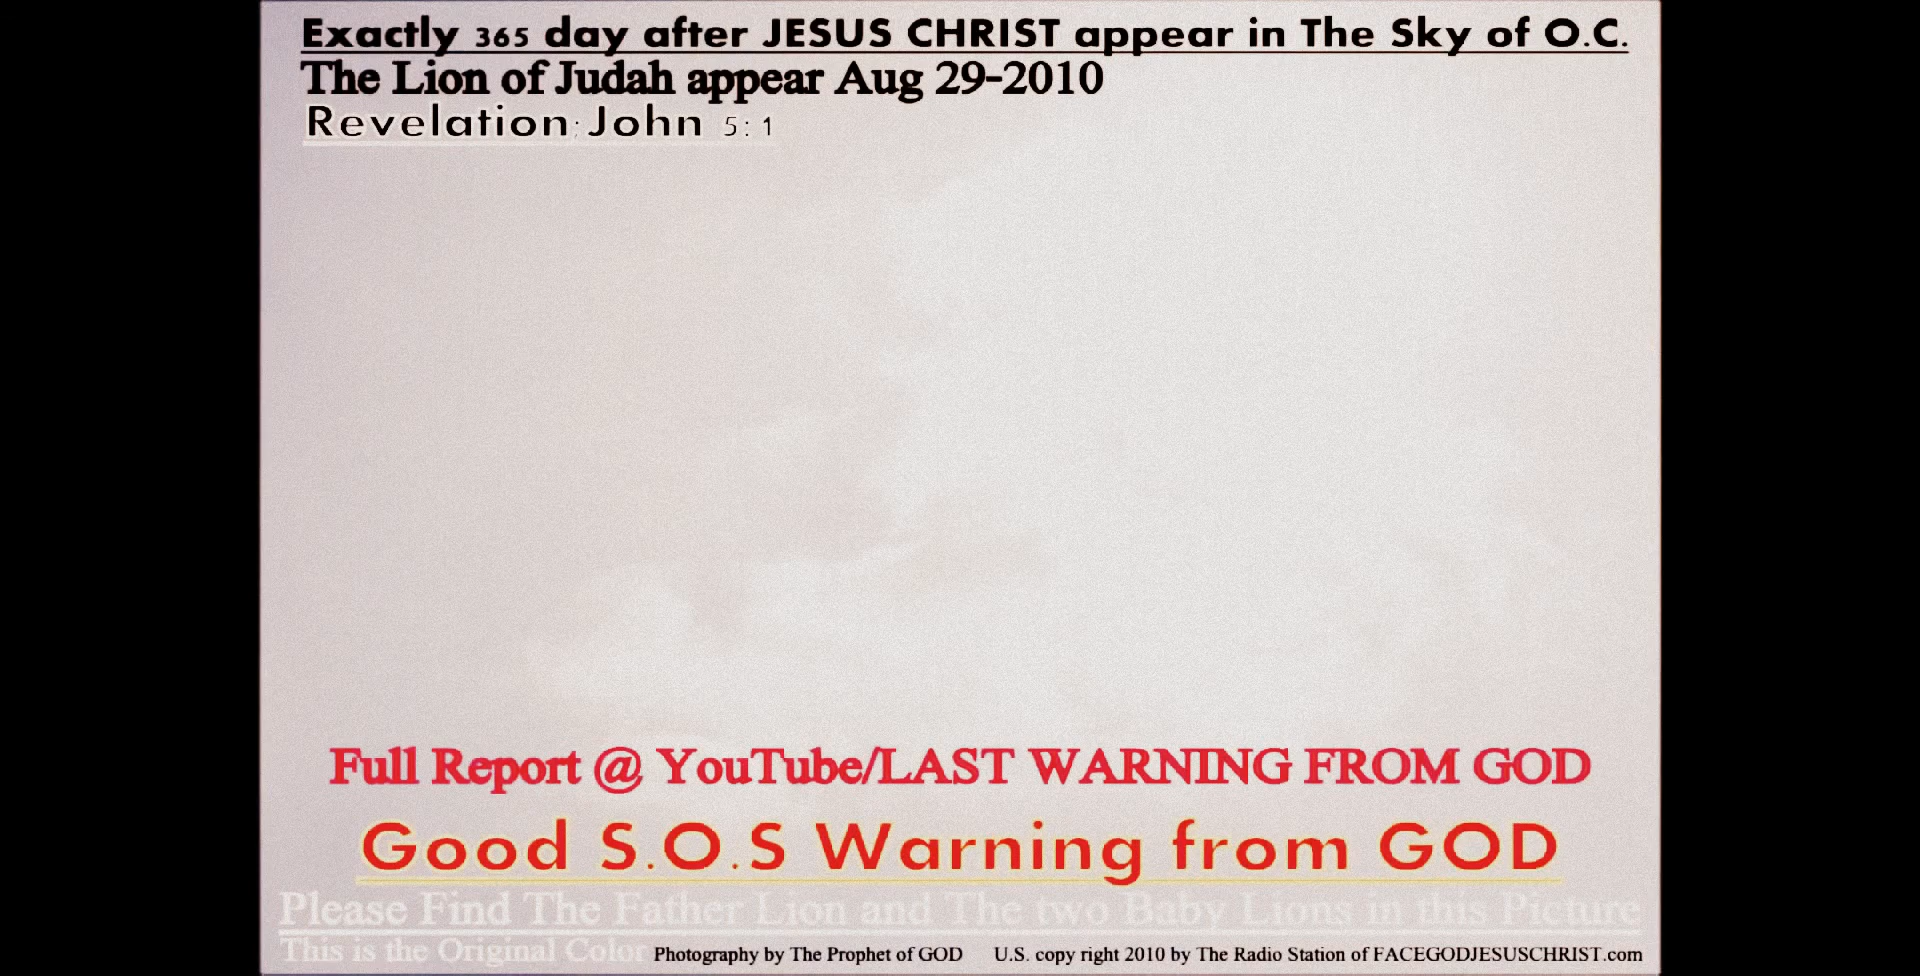 Exactly 365 day after JESUS CHRIST appear in The Sky of O.C.
The Lion of Judah appear Aug 29-2010
Revelation; John 5:1
Full Report @ YouTube/LAST WARNING FROM GOD
Good S.O.S Warning from GOD
Please Find The Father Lion and The two Baby Lions in this Picture
This is the Original Color Photography by The Prophet of GOD U.S. copy right 2010 by The Radio Station of FACEGODJESUSCHRIST.com